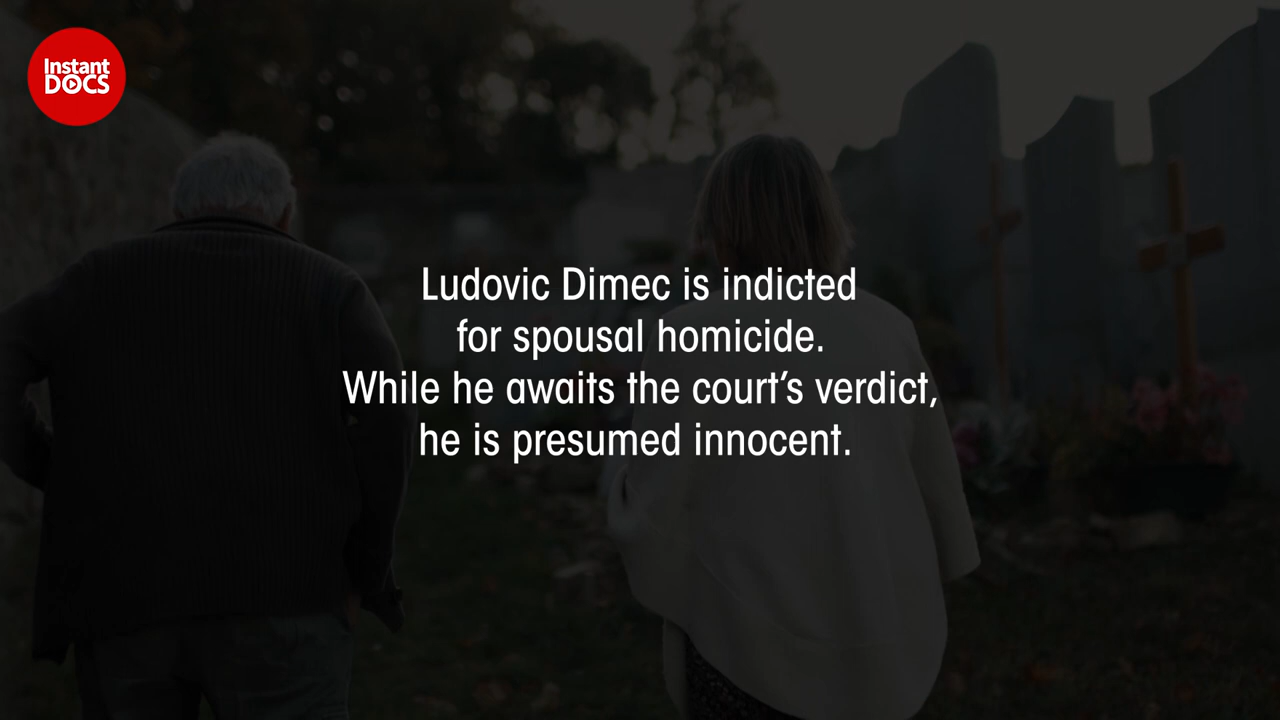 Instant
DOCS
Ludovic Dimec is indicted
for spousal homicide.
While he awaits the court’s verdict,
he is presumed innocent.